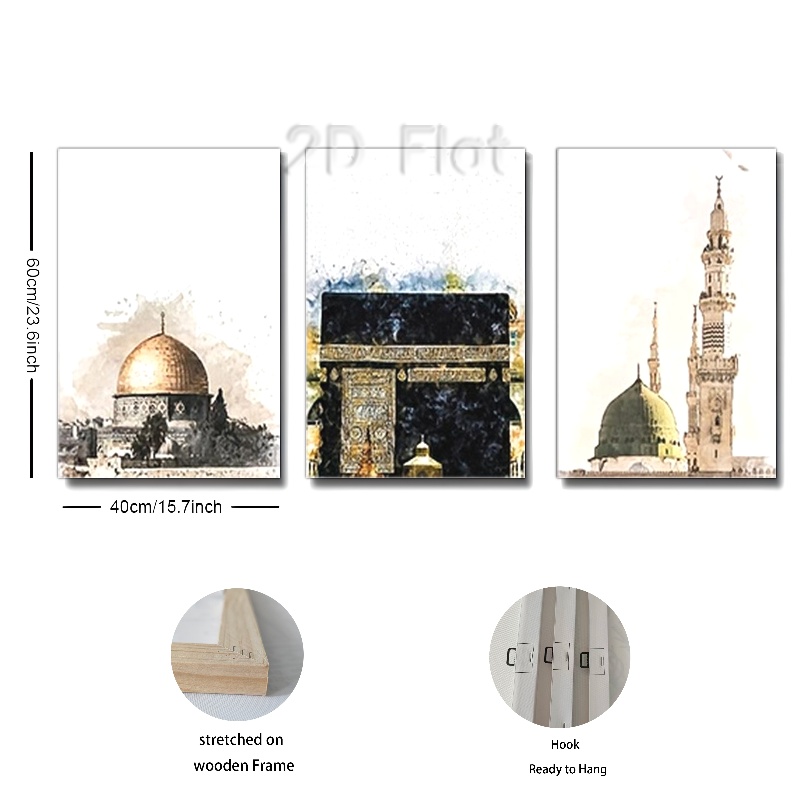 2D Flat
60cm/23.6inch
40cm/15.7inch
stretched on
wooden Frame
Hook
Ready to Hang